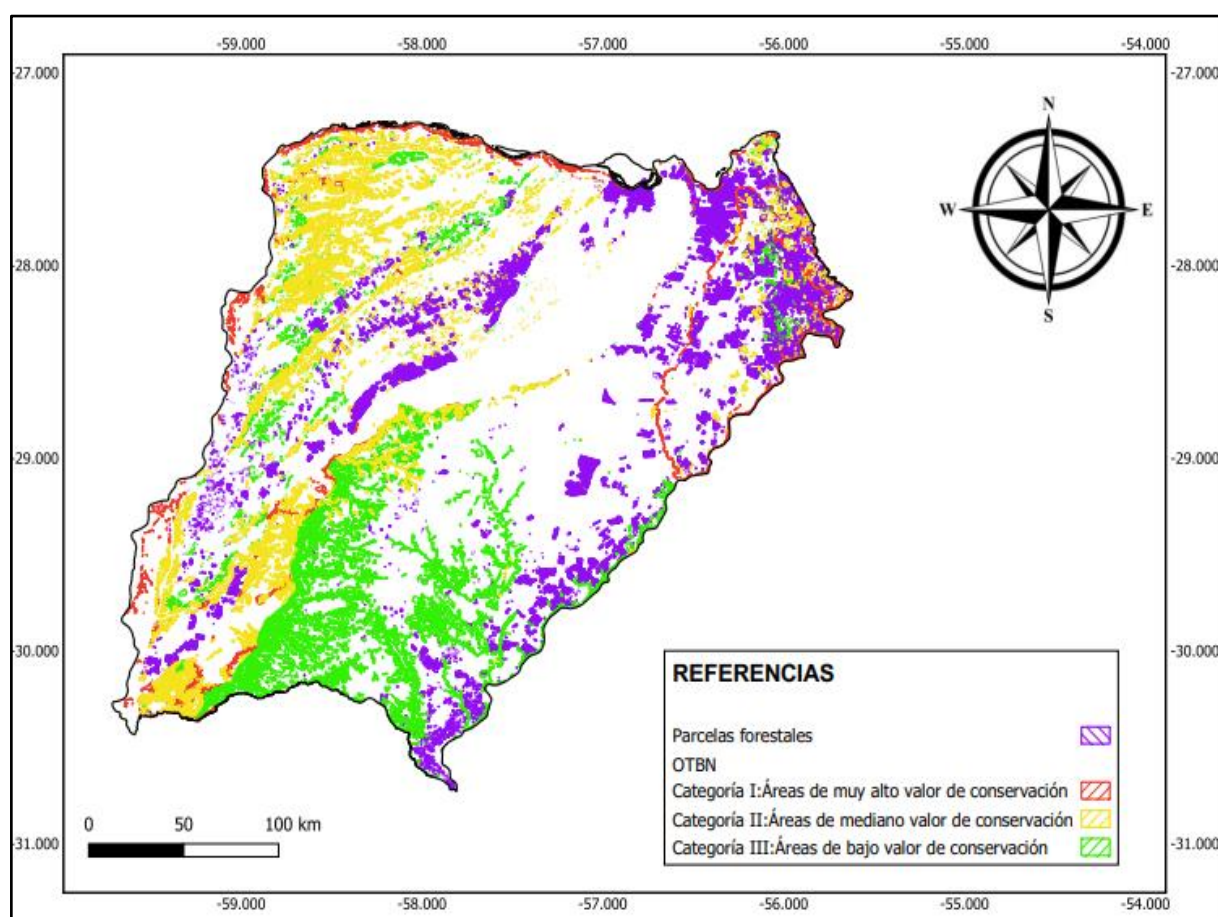 -59.000 -58.000 -57.000 -56.000 -55.000 -54.000
-27.000 -27.000
N
W E
S
-28.000 -28.000
-29.000 -29.000
-30.000 -30.000
REFERENCIAS
Parcelas forestales
OTBN
Categoría I:Áreas de muy alto valor de conservación
Categoría II:Áreas de mediano valor de conservación
Categoría III:Áreas de bajo valor de conservación
0 50 100 km
-31.000 -31.000
-59.000 -58.000 -57.000 -56.000 -55.000 -54.000